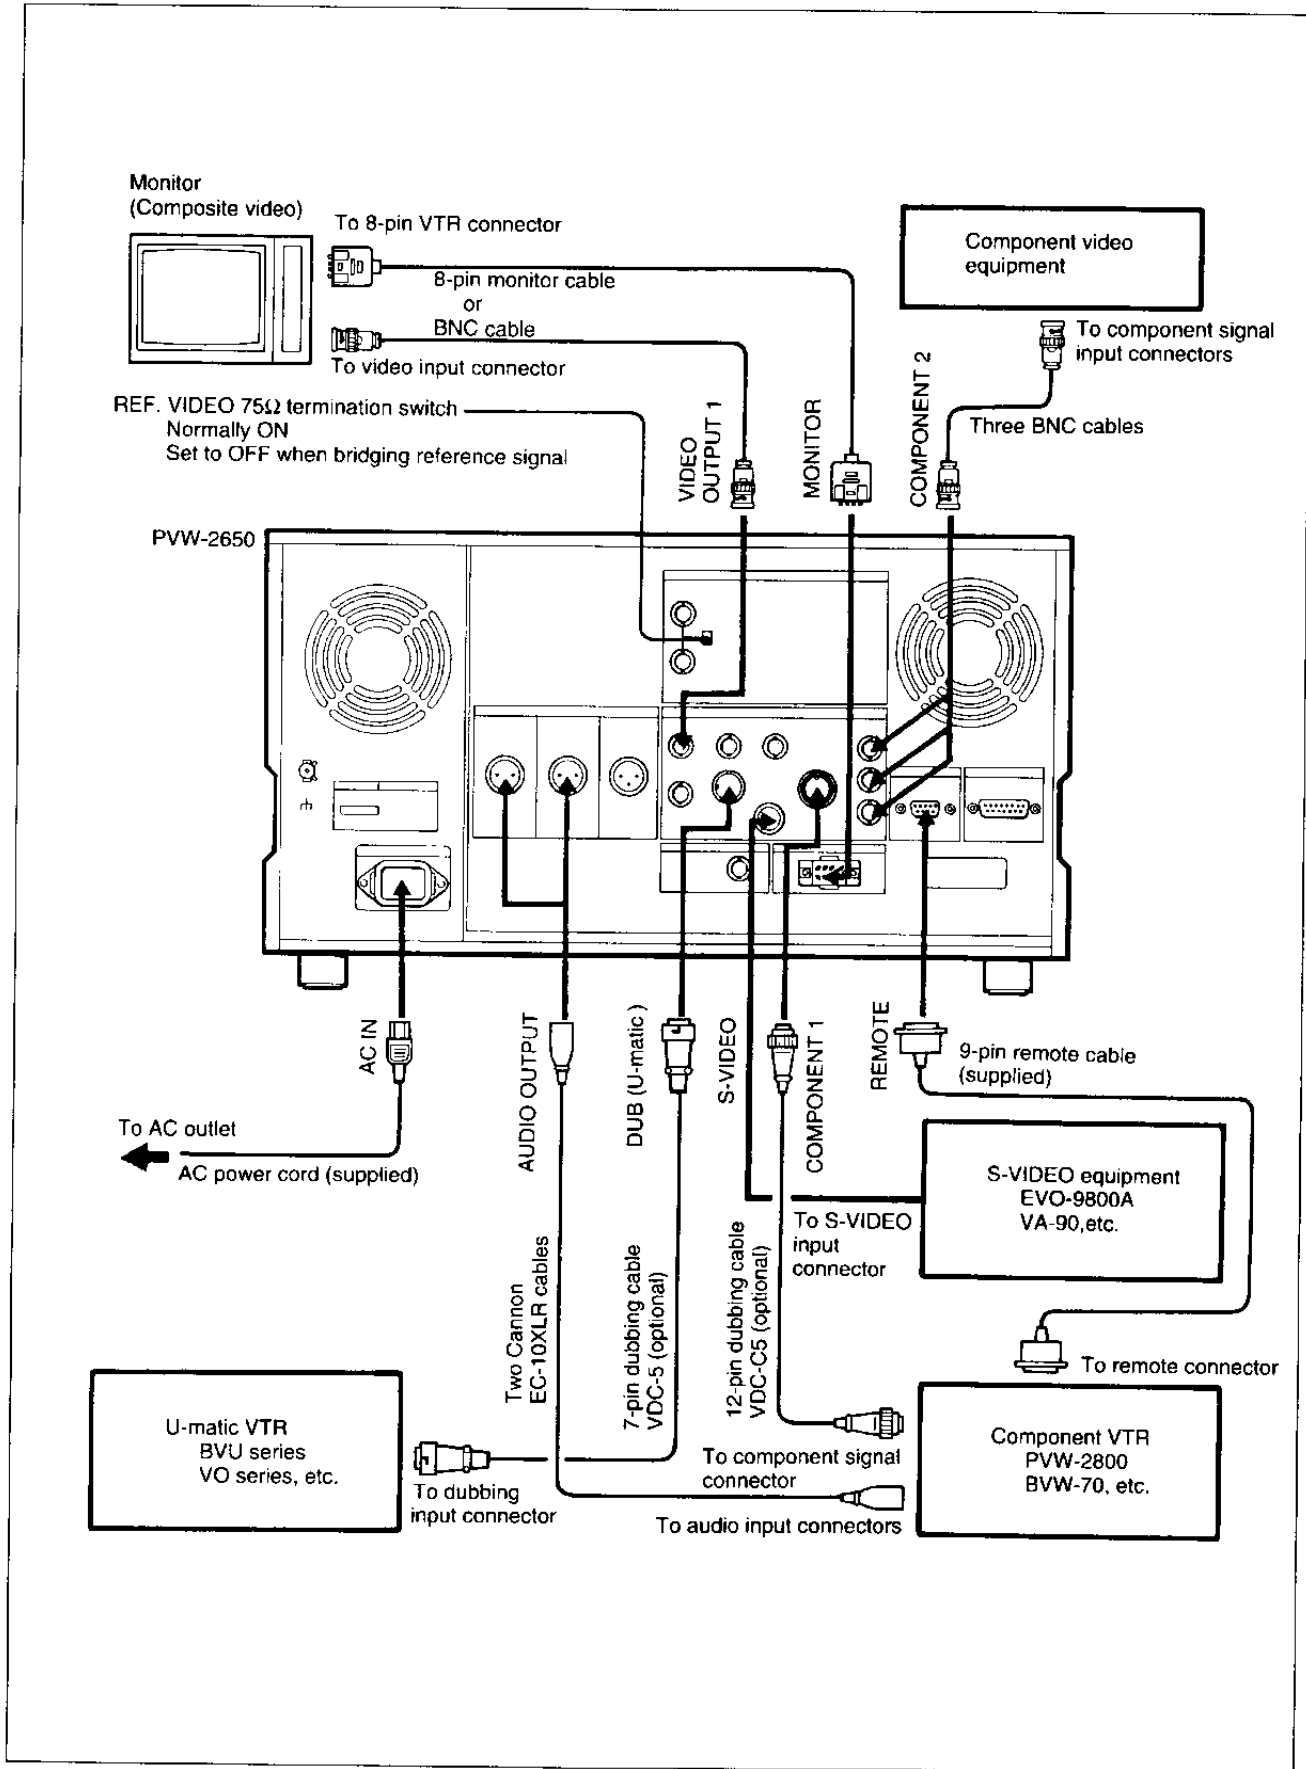 Monitor
(Composite video)
To 8-pin VTR connector
8-pin monitor cable
or
BNC cable
To video input connector
REF. VIDEO 75Ω termination switch
Normally ON
Set to OFF when bridging reference signal
Component video
equipment
To component signal
input connectors
Three BNC cables
VIDEO
OUTPUT 1
MONITOR
COMPONENT 2
PVW-2650
AC IN
AUDIO OUTPUT
DUB (U-matic)
S-VIDEO
COMPONENT 1
REMOTE
9-pin remote cable
(supplied)
To AC outlet
AC power cord (supplied)
S-VIDEO equipment
EVO-9800A
VA-90,etc.
To S-VIDEO
input
connector
Two Cannon
EC-10XLR cables
7-pin dubbing cable
VDC-5 (optional)
12-pin dubbing cable
VDC-C5 (optional)
To remote connector
U-matic VTR
BVU series
VO series, etc.
To dubbing
input connector
To component signal
connector
To audio input connectors
Component VTR
PVW-2800
BVW-70, etc.